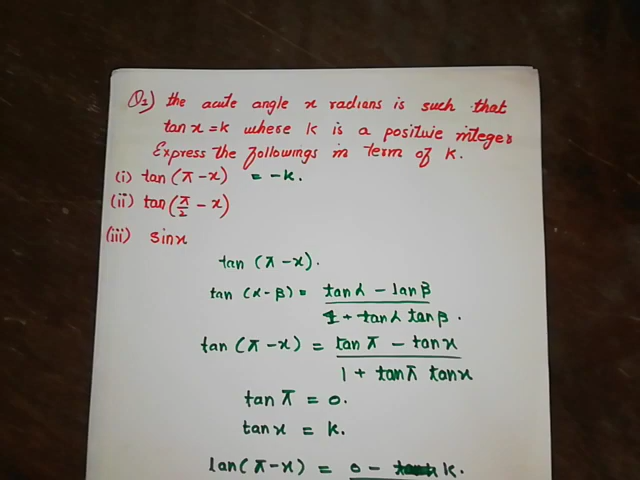 Q1) the acute angle x radians is such that
tan x = k where k is a positive integer
Express the followings in term of k.
(i) tan (π - x) = -k.
(ii) tan (π/2 - x)
(iii) sin x
tan (π - x).
tan (α - β) = tan α - tan β
1 + tan α tan β .
tan (π - x) = tan π - tan x
1 + tan π tan x
tan π = 0.
tan x = k.
tan (π - x) = 0 - k.